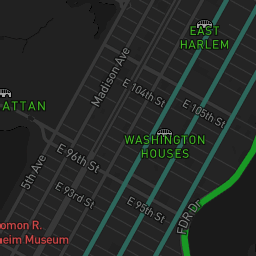 EAST
HARLEM
Madison Ave
E 104th St
E 105th St
ATTAN
WASHINGTON
HOUSES
E 96th St
5th Ave
E 93rd St
E 95th St
FDR Dr
omon R.
heim Museum